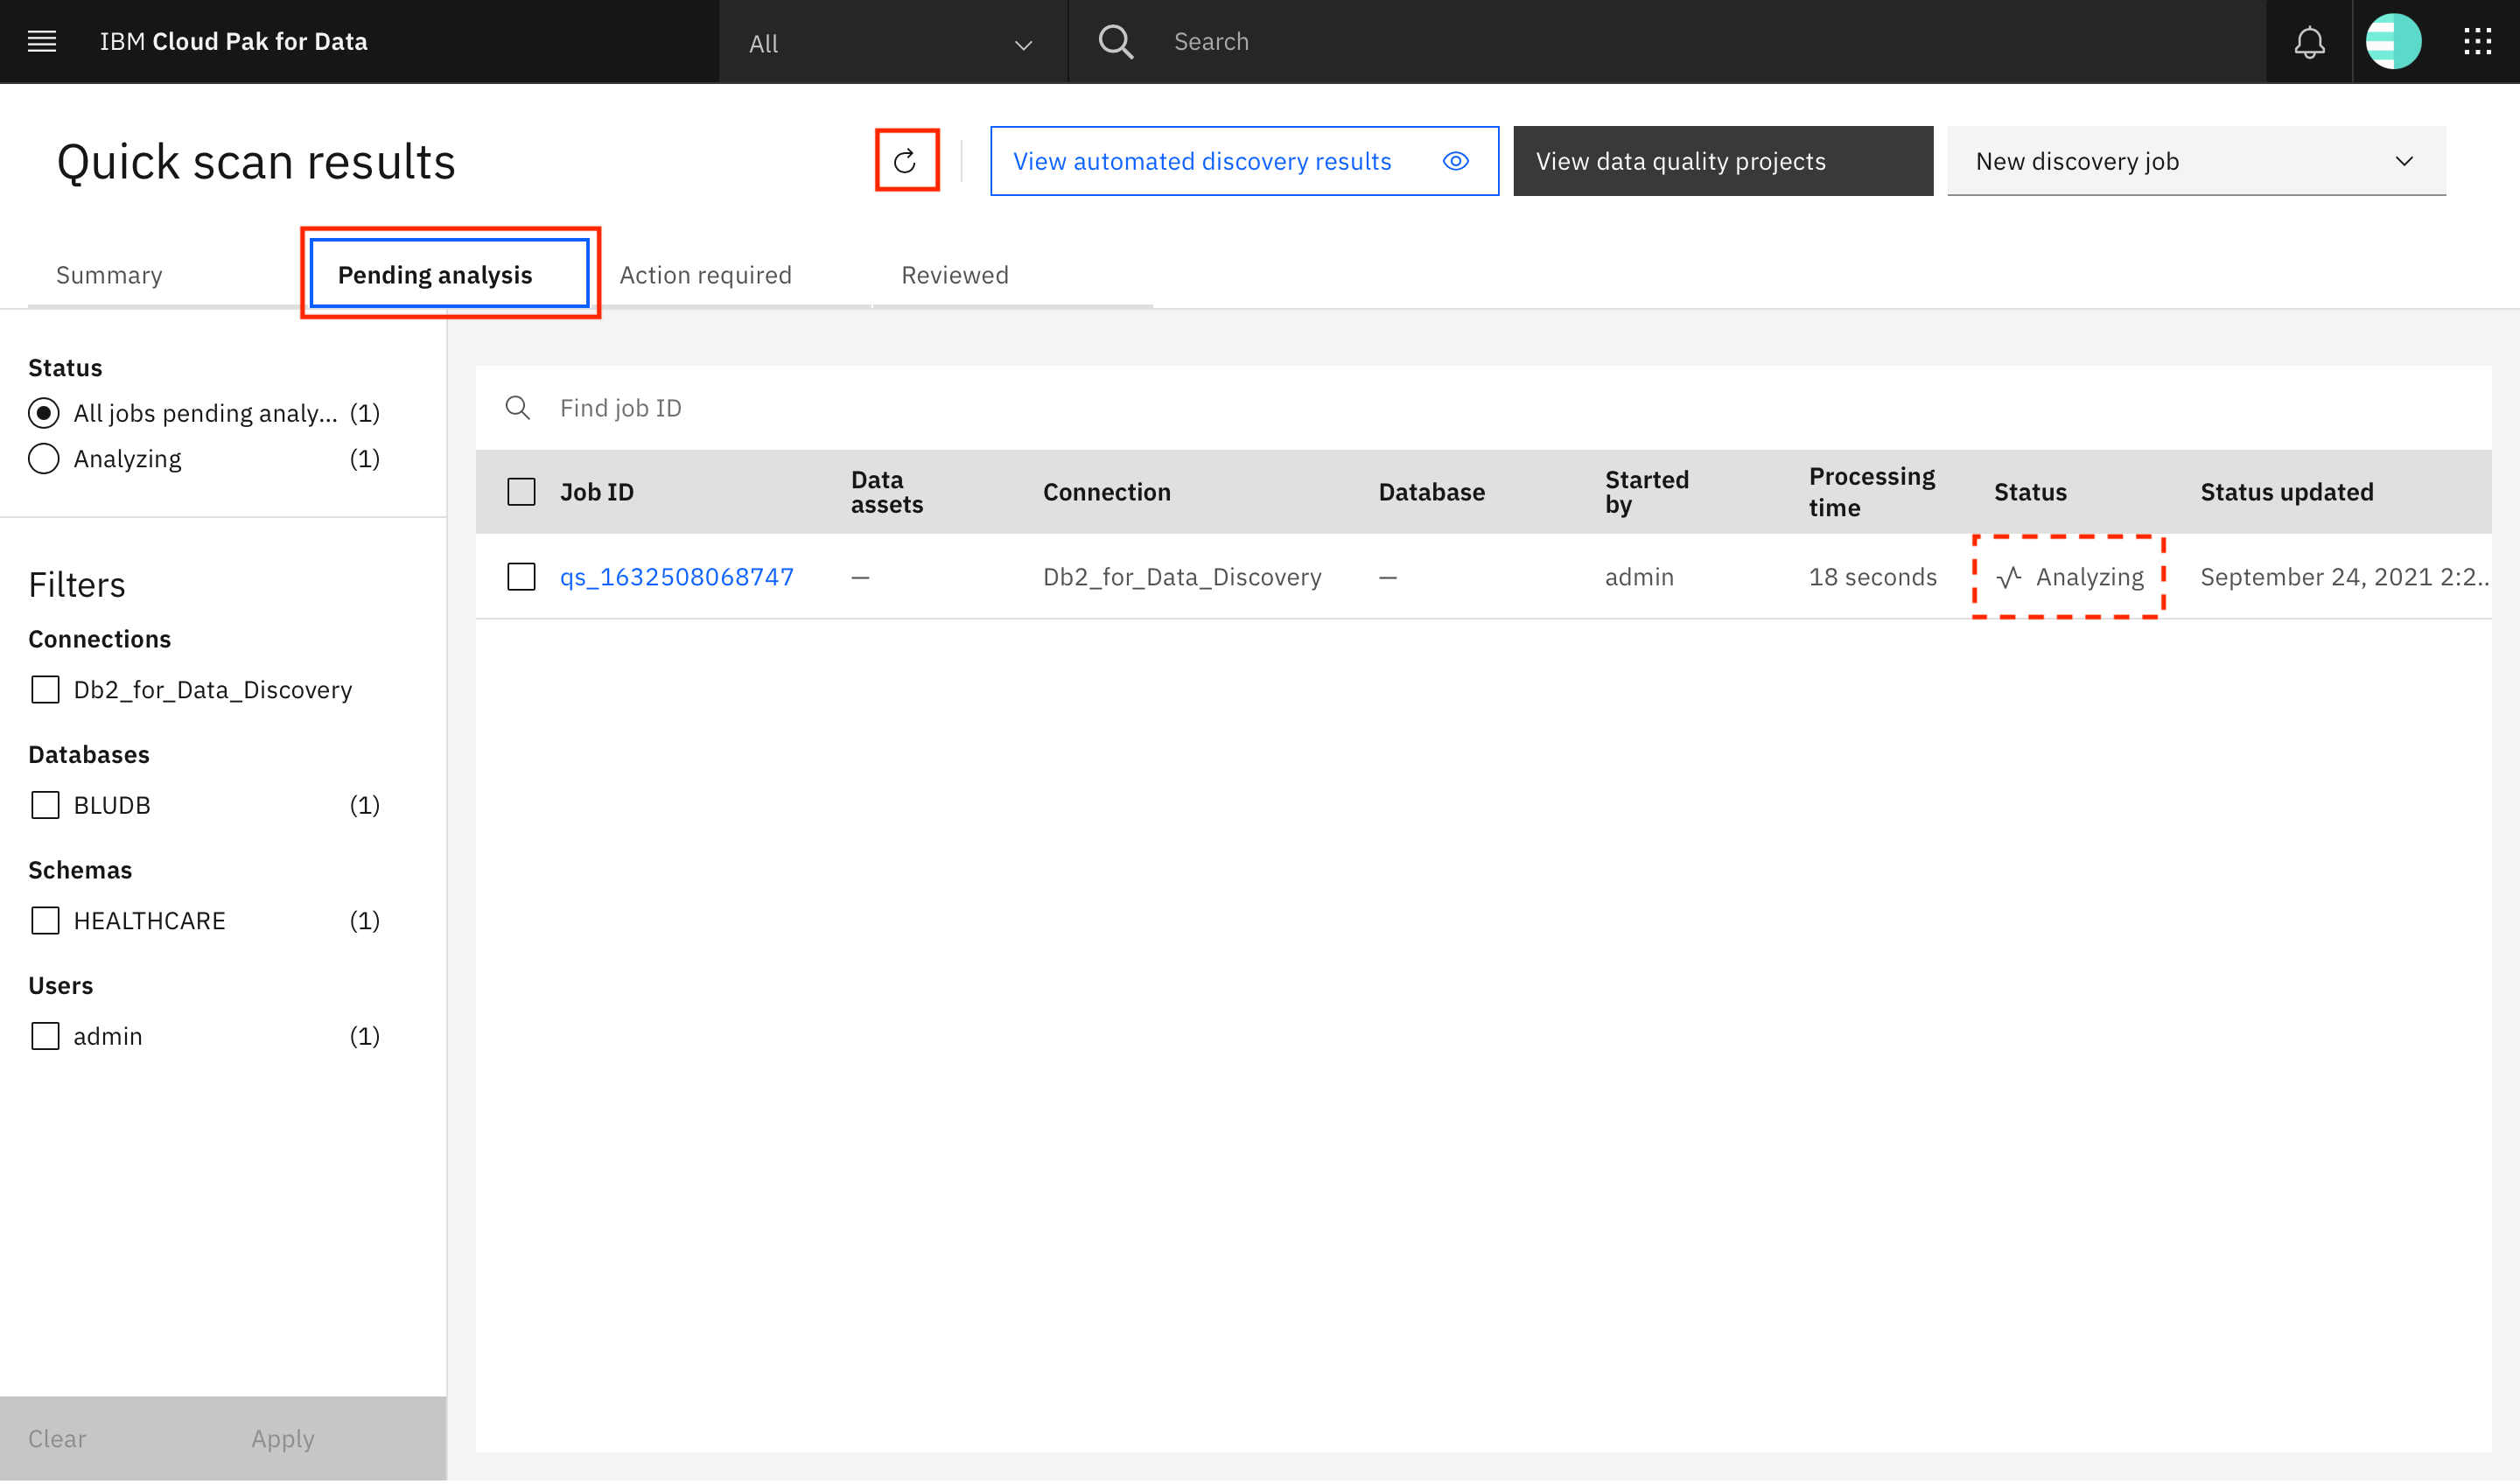 IBM Cloud Pak for Data
All
Search
Quick scan results
View automated discovery results
View data quality projects
New discovery job
Summary
Pending analysis
Action required
Reviewed
Status
All jobs pending analy... (1)
Analyzing (1)
Filters
Connections
Db2_for_Data_Discovery
Databases
BLUDB (1)
Schemas
HEALTHCARE (1)
Users
admin (1)
Clear
Apply
Find job ID
Job ID Data assets Connection Database Started by Processing time Status Status updated
qs_1632508068747 — Db2_for_Data_Discovery — admin 18 seconds Analyzing September 24, 2021 2:2..